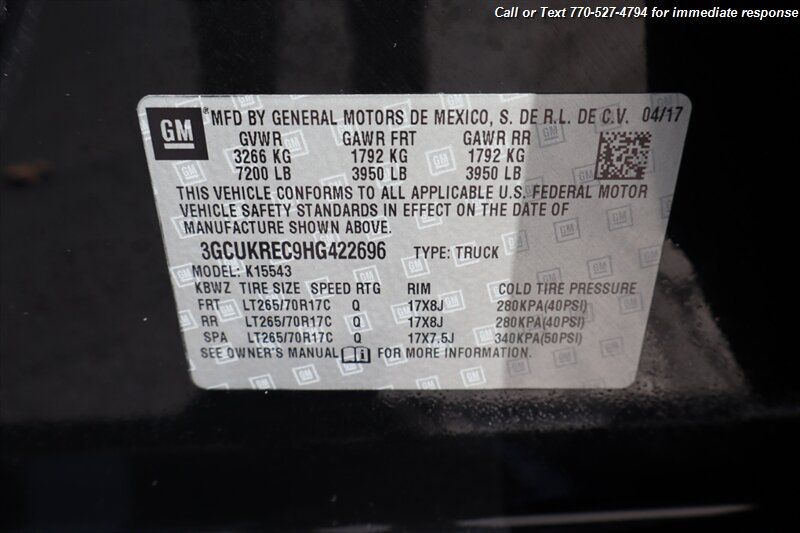 Call or Text 770-527-4794 for immediate response
GM MFD BY GENERAL MOTORS DE MEXICO, S. DE R.L. DE C.V. 04/17
GVWR GAWR FRT GAWR RR
3266 KG 1792 KG 1792 KG
7200 LB 3950 LB 3950 LB
THIS VEHICLE CONFORMS TO ALL APPLICABLE U.S. FEDERAL MOTOR
VEHICLE SAFETY STANDARDS IN EFFECT ON THE DATE OF
MANUFACTURE SHOWN ABOVE.
3GCUKREC9HG422696 TYPE: TRUCK
MODEL: K15543
KBWZ TIRE SIZE SPEED RTG RIM COLD TIRE PRESSURE
FRT LT265/70R17C Q 17X8J 280KPA(40PSI)
RR LT265/70R17C Q 17X8J 280KPA(40PSI)
SPA LT265/70R17C Q 17X7.5J 340KPA(50PSI)
SEE OWNER'S MANUAL FOR MORE INFORMATION.